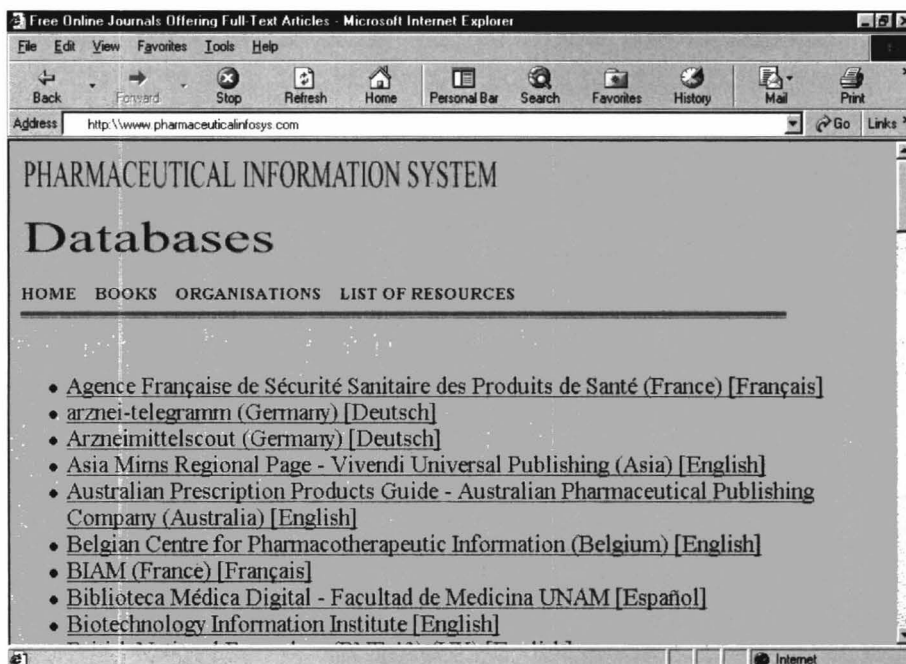 Free Online Journals Offering Full-Text Articles - Microsoft Internet Explorer
File Edit View Favorites Tools Help
Back Forward Stop Refresh Home Personal Bar Search Favorites History Mail Print
Address http:\\www.pharmaceuticalinfosys.com Go Links
PHARMACEUTICAL INFORMATION SYSTEM
Databases
HOME BOOKS ORGANISATIONS LIST OF RESOURCES
• Agence Française de Sécurité Sanitaire des Produits de Santé (France) [Français]
• arznei-telegramm (Germany) [Deutsch]
• Arzneimittelscout (Germany) [Deutsch]
• Asia Mims Regional Page - Vivendi Universal Publishing (Asia) [English]
• Australian Prescription Products Guide - Australian Pharmaceutical Publishing
Company (Australia) [English]
• Belgian Centre for Pharmacotherapeutic Information (Belgium) [English]
• BIAM (France) [Français]
• Biblioteca Médica Digital - Facultad de Medicina UNAM [Español]
• Biotechnology Information Institute [English]
Internet